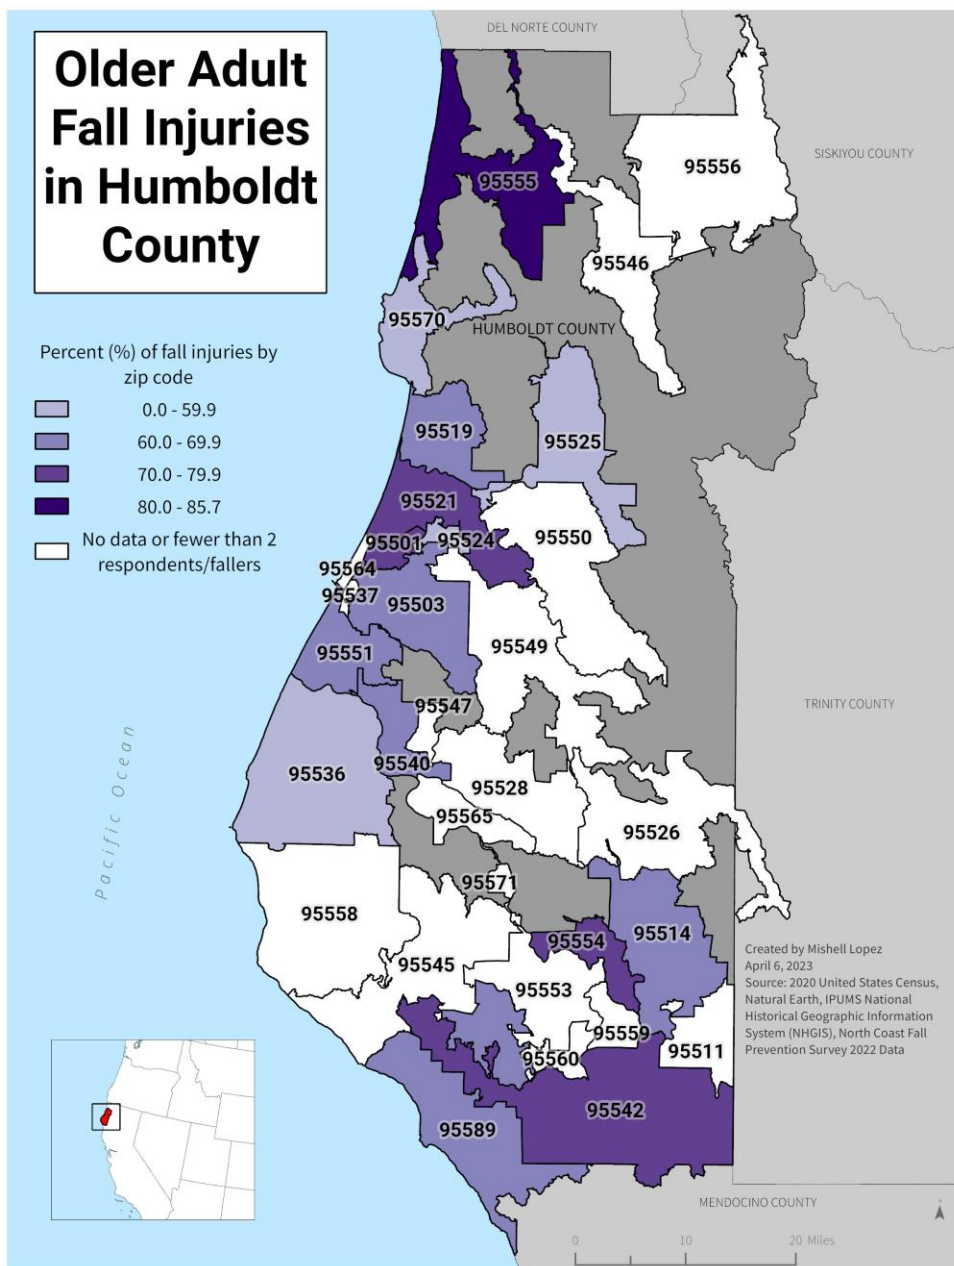 Older Adult
Fall Injuries
in Humboldt
County
DEL NORTE COUNTY
SISKIYOU COUNTY
95556
95555
95546
95570
HUMBOLDT COUNTY
Percent (%) of fall injuries by
zip code
0.0 - 59.9
60.0 - 69.9
70.0 - 79.9
80.0 - 85.7
No data or fewer than 2
respondents/fallers
95519
95525
95521
95501
95524
95550
95564
95537
95503
95551
95549
95547
TRINITY COUNTY
95536
95540
95528
95565
95526
Pacific Ocean
95571
95558
95514
95554
95545
95553
95559
95511
95560
95542
95589
Created by Mishell Lopez
April 6, 2023
Source: 2020 United States Census,
Natural Earth, IPUMS National
Historical Geographic Information
System (NHGIS), North Coast Fall
Prevention Survey 2022 Data
MENDOCINO COUNTY
0 10 20 Miles